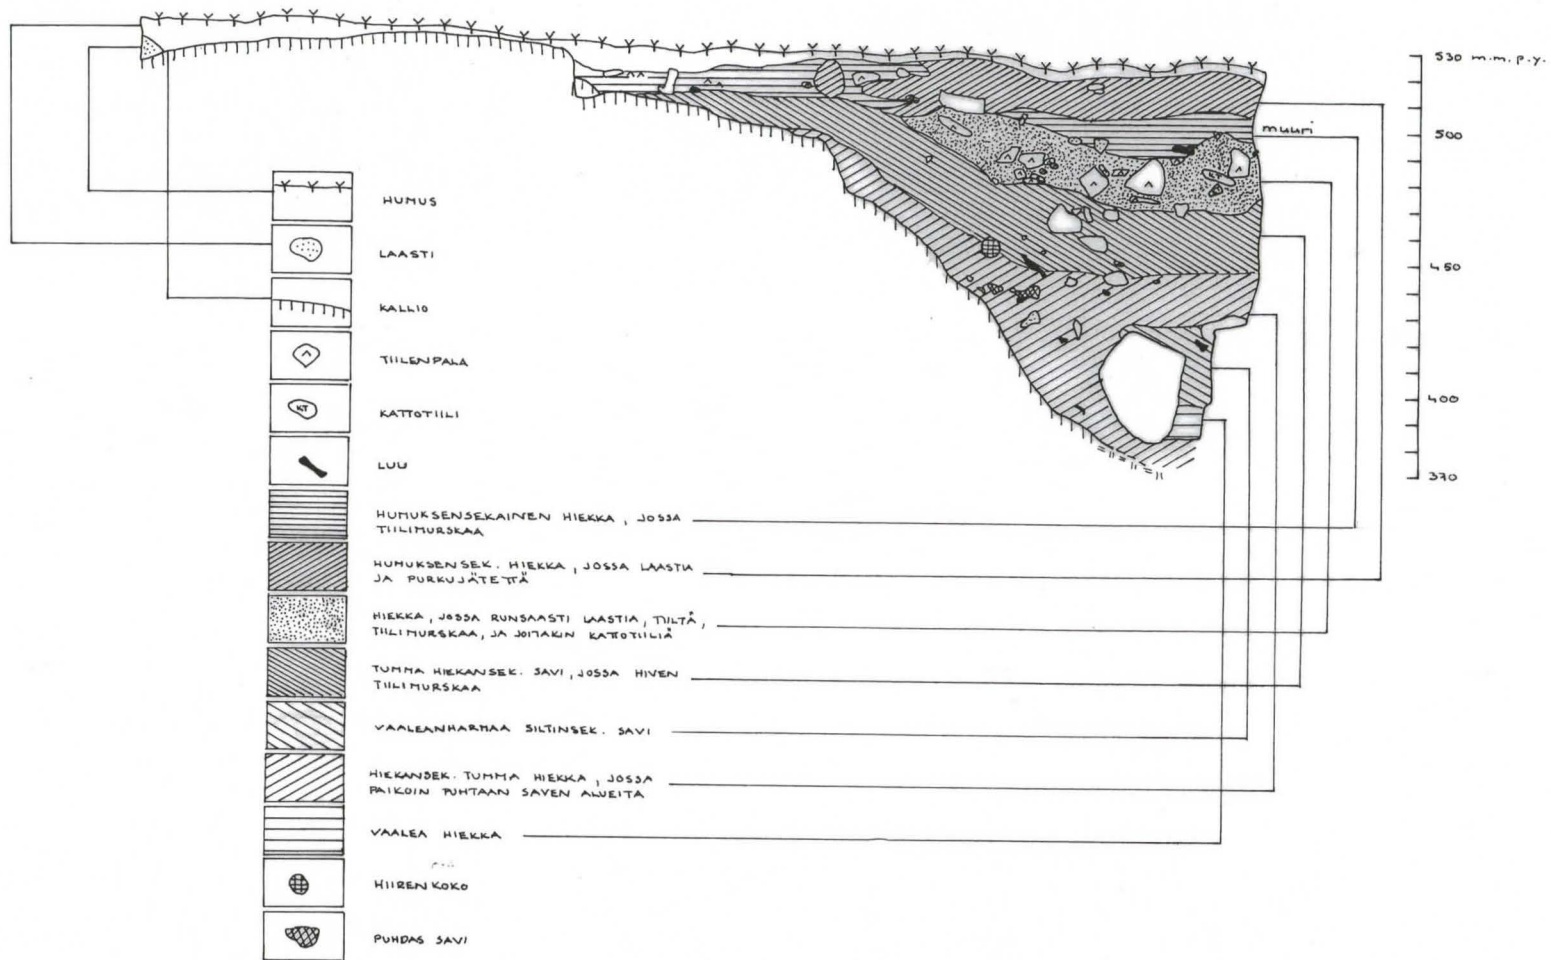 530 m.m.p.y.
500
muuri
450
400
370
HUMUS
LAASTI
KALLIO
TIILENPALA
KT
KATTOTIILI
LUU
HUMUKSENSEKAINEN HIEKKA, JOSSA
TIILIMURSKAA
HUMUKSENSEK. HIEKKA, JOSSA LAASTIA
JA PURKUJÄTETTÄ
HIEKKA, JOSSA RUNSAASTI LAASTIA, TIILTÄ,
TIILIMURSKAA, JA JOITAKIN KATTOTIILIÄ
TUMMA HIEKANSEK. SAVI, JOSSA HIVEN
TIILIMURSKAA
VAALEANHARMAA SILTINSEK. SAVI
HIEKANSEK. TUMMA HIEKKA, JOSSA
PAIKOIN PUHTAAN SAVEN ALUEITA
VAALEA HIEKKA
HIIRENKOKO
PUHDAS SAVI